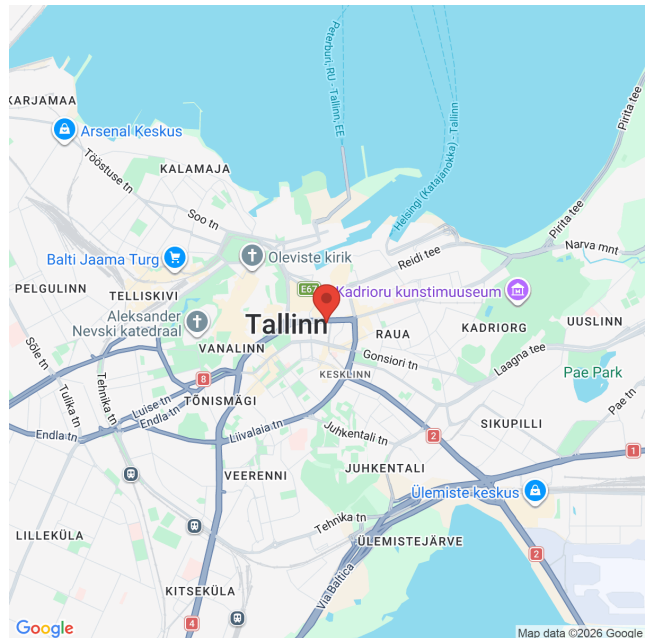 Peterburi, RU - Tallinn, EE
Helsingi (Katajanokka) - Tallinn
Pirita tee
KARJAMAA
Arsenal Keskus
Tööstuse tn
KALAMAJA
Soo tn
Pirita tee
Narva mnt
Balti Jaama Turg
Oleviste kirik
Reidi tee
PELGULINN
TELLISKIVI
E67
Kadrioru kunstimuuseum
Aleksander
Nevski katedraal
Tallinn
RAUA
KADRIORG
UUSLINN
VANALINN
Gonsiori tn
Laagna tee
Sõle tn
Tulika tn
Tehnika tn
8
KESKLINN
Pae Park
Luise tn
TÕNISMÄGI
Endla tn
Endla tn
Pae tn
Liivalaia tn
Juhkentali tn
2
SIKUPILLI
1
VEERENNI
JUHKENTALI
Ülemiste keskus
Tehnika tn
LILLEKÜLA
ÜLEMISTEJÄRVE
2
Via Baltica
KITSEKÜLA
4
Google
Map data ©2026 Google